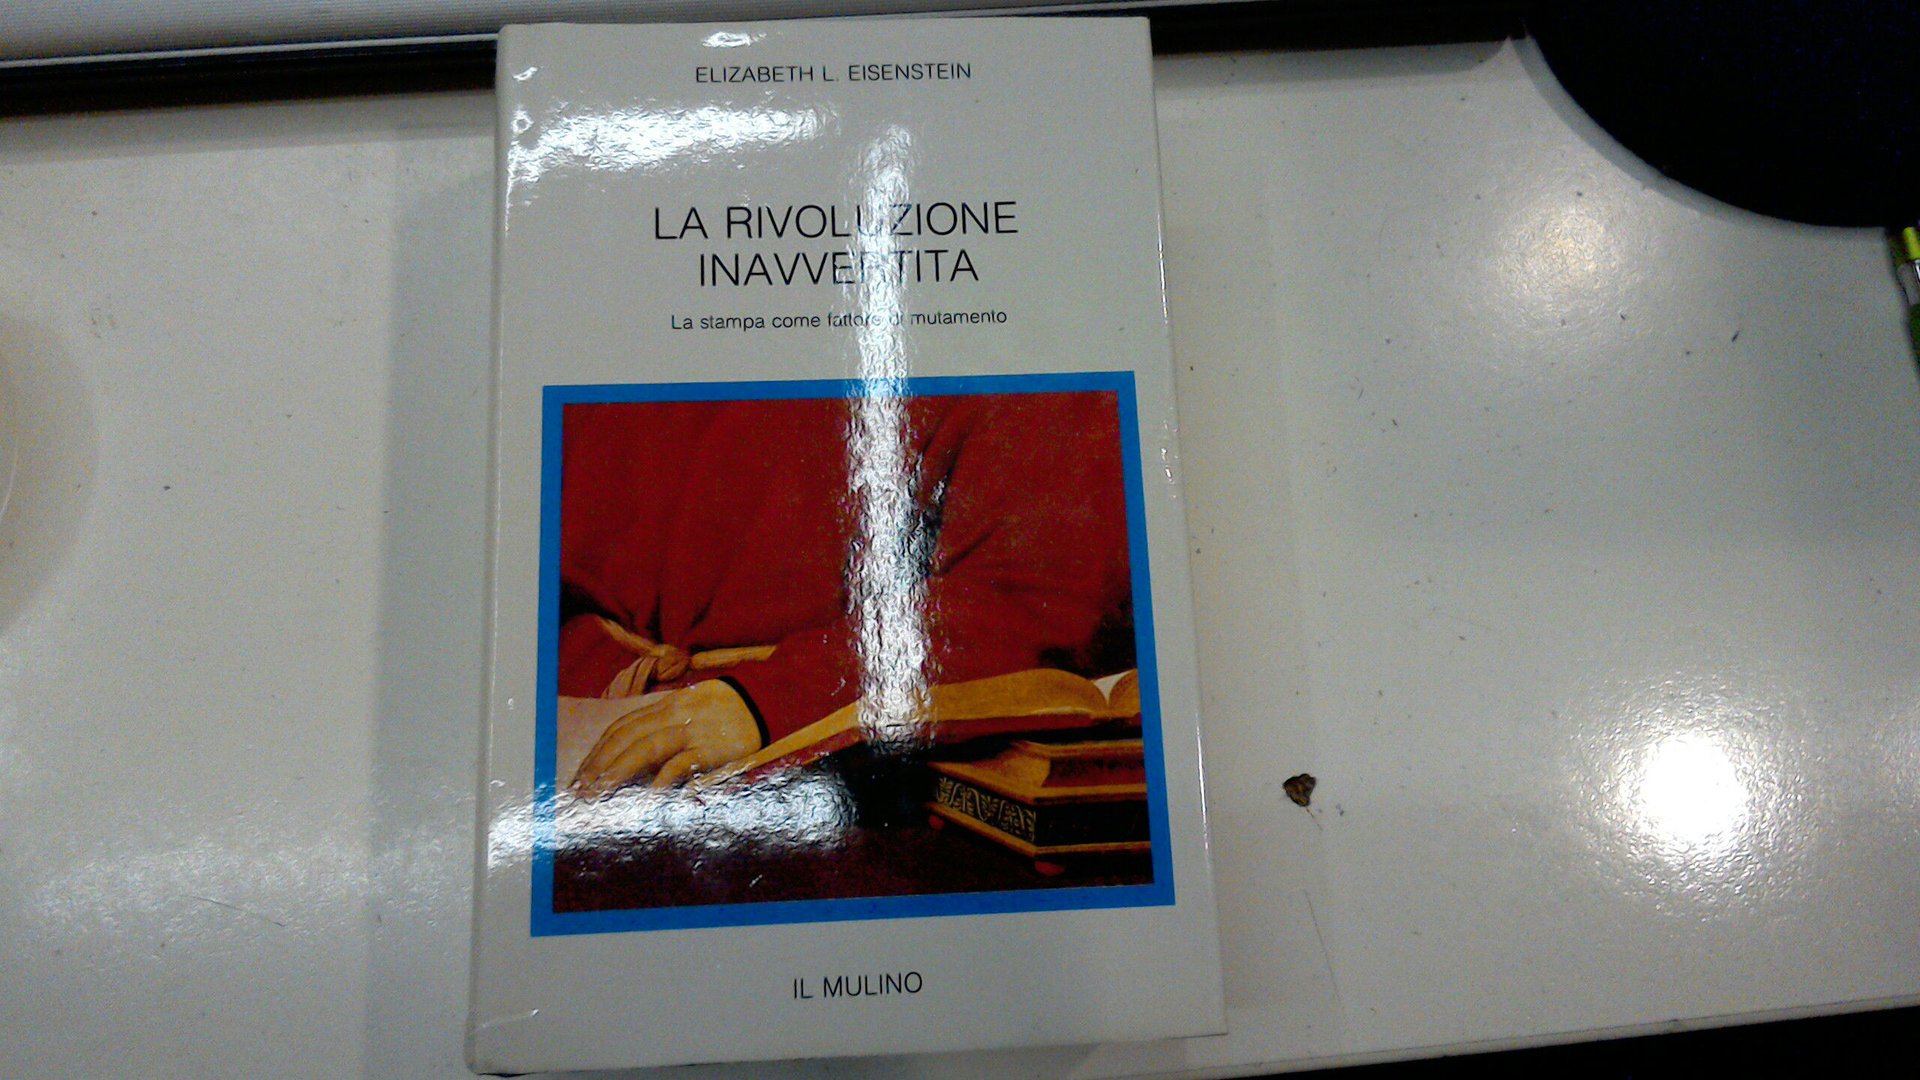 ELIZABETH L. EISENSTEIN
LA RIVOLUZIONE
INAVVERTITA
La stampa come fattore di mutamento
IL MULINO